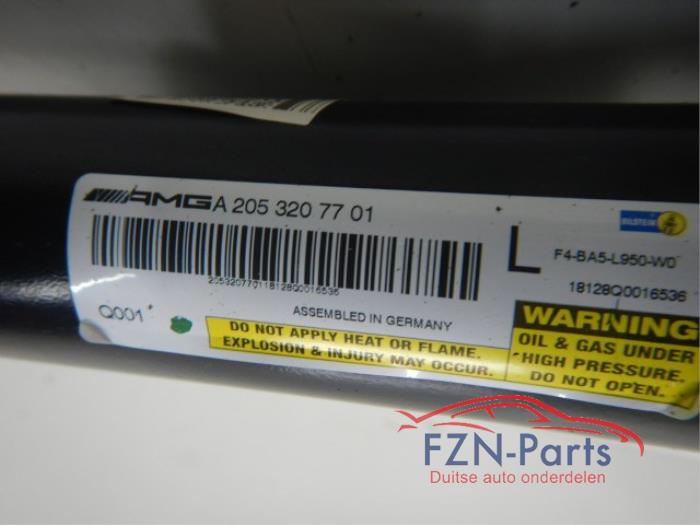 AMG A 205 320 77 01
BILSTEIN
L
F4-BA5-L950-W0
205320770118128Q0016536
18128Q0016536
Q001
ASSEMBLED IN GERMANY
DO NOT APPLY HEAT OR FLAME.
EXPLOSION & INJURY MAY OCCUR.
WARNING
OIL & GAS UNDER
HIGH PRESSURE.
DO NOT OPEN.
FZN-Parts
Duitse auto onderdelen